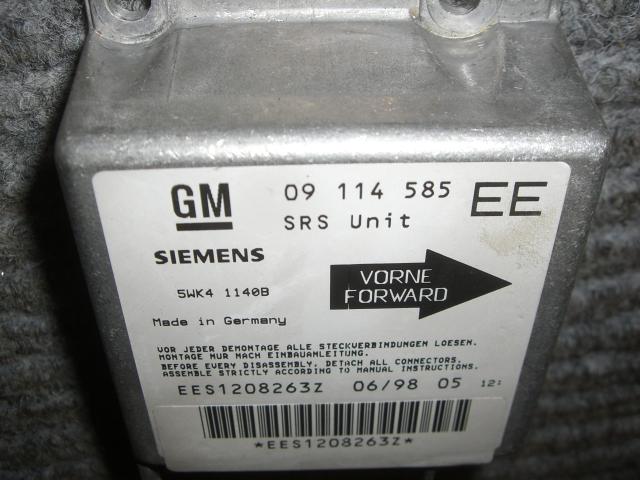 GM 09 114 585 EE
SRS Unit
SIEMENS
5WK4 1140B
VORNE
FORWARD
Made in Germany
VOR JEDER DEMONTAGE ALLE STECKVERBINDUNGEN LOESEN.
MONTAGE NUR NACH EINBAUANLEITUNG.
BEFORE EVERY DISASSEMBLY, DETACH ALL CONNECTORS.
ASSEMBLE STRICTLY ACCORDING TO MANUAL INSTRUCTIONS.
EES1208263Z 06/98 05 12:
*EES1208263Z*